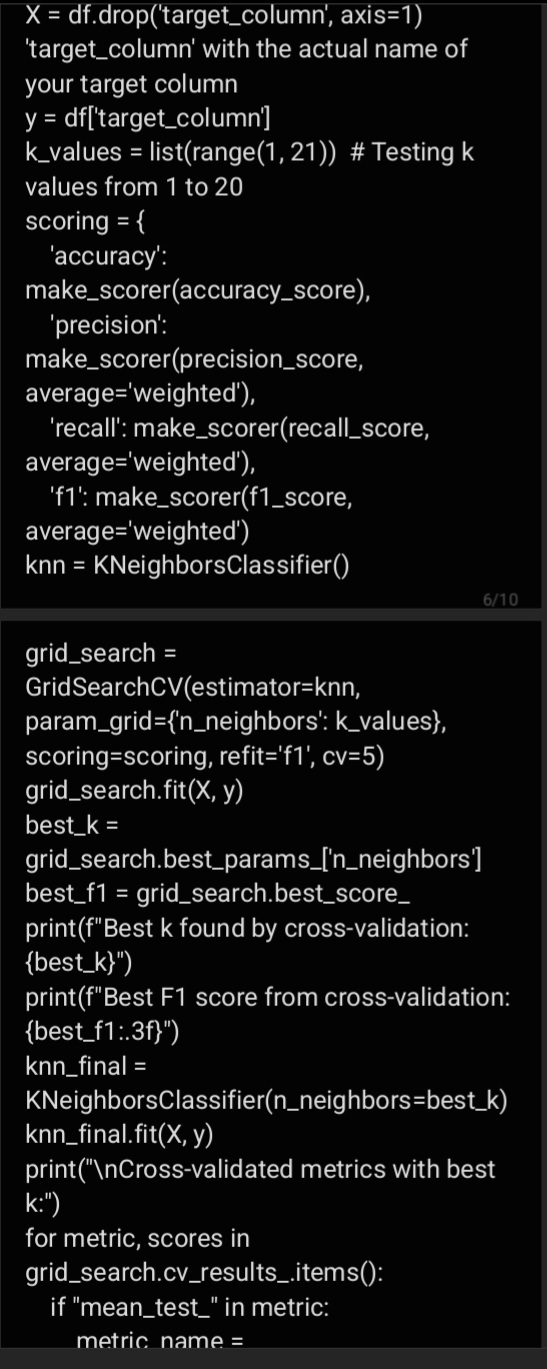 X = df.drop('target_column', axis=1)
'target_column' with the actual name of
your target column
y = df['target_column']
k_values = list(range(1, 21))  # Testing k
values from 1 to 20
scoring = {
    'accuracy':
make_scorer(accuracy_score),
    'precision':
make_scorer(precision_score,
average='weighted'),
    'recall': make_scorer(recall_score,
average='weighted'),
    'f1': make_scorer(f1_score,
average='weighted')
knn = KNeighborsClassifier()
6/10
grid_search =
GridSearchCV(estimator=knn,
param_grid={'n_neighbors': k_values},
scoring=scoring, refit='f1', cv=5)
grid_search.fit(X, y)
best_k =
grid_search.best_params_['n_neighbors']
best_f1 = grid_search.best_score_
print(f"Best k found by cross-validation:
{best_k}")
print(f"Best F1 score from cross-validation:
{best_f1:.3f}")
knn_final =
KNeighborsClassifier(n_neighbors=best_k)
knn_final.fit(X, y)
print("\nCross-validated metrics with best
k:")
for metric, scores in
grid_search.cv_results_.items():
    if "mean_test_" in metric:
        metric_name =